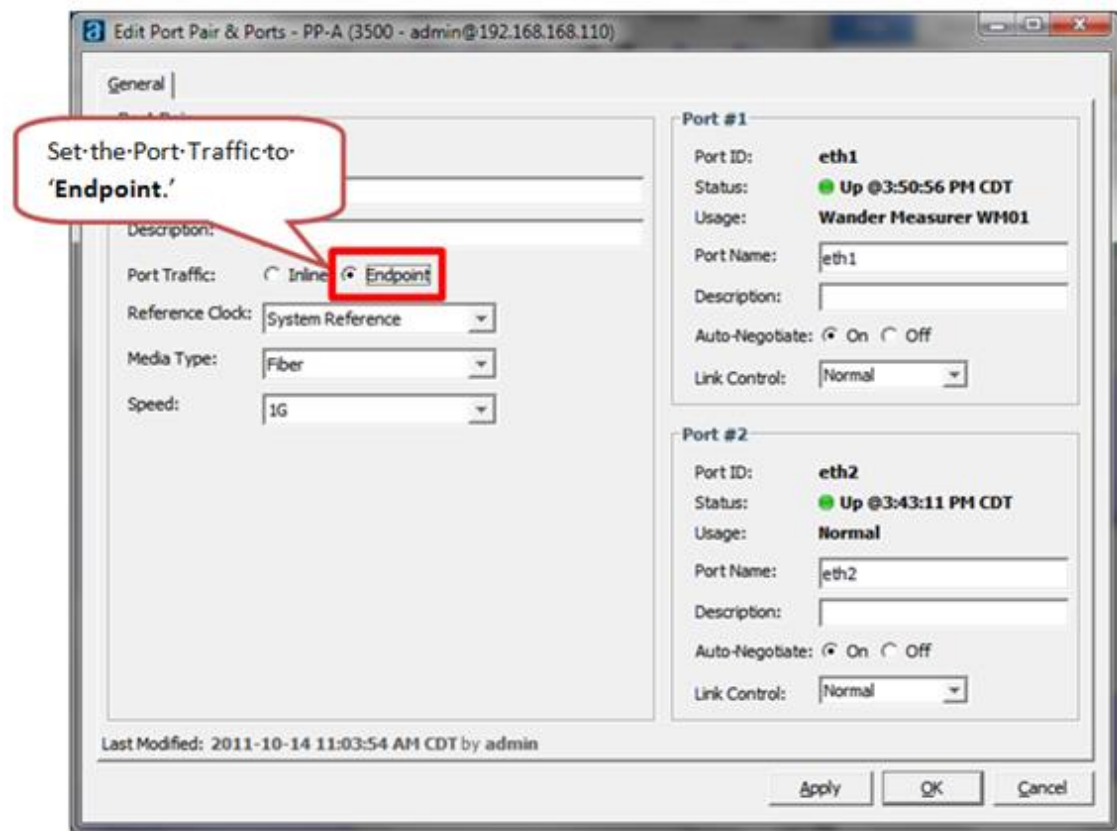 Edit Port Pair & Ports - PP-A (3500 - admin@192.168.168.110)
General
Set·the·Port·Traffic·to·
‘Endpoint.’
Description:
Port Traffic: Inline Endpoint
Reference Clock: System Reference
Media Type: Fiber
Speed: 1G
Port #1
Port ID: eth1
Status: Up @3:50:56 PM CDT
Usage: Wander Measurer WM01
Port Name: eth1
Description:
Auto-Negotiate: On Off
Link Control: Normal
Port #2
Port ID: eth2
Status: Up @3:43:11 PM CDT
Usage: Normal
Port Name: eth2
Description:
Auto-Negotiate: On Off
Link Control: Normal
Last Modified: 2011-10-14 11:03:54 AM CDT by admin
Apply OK Cancel